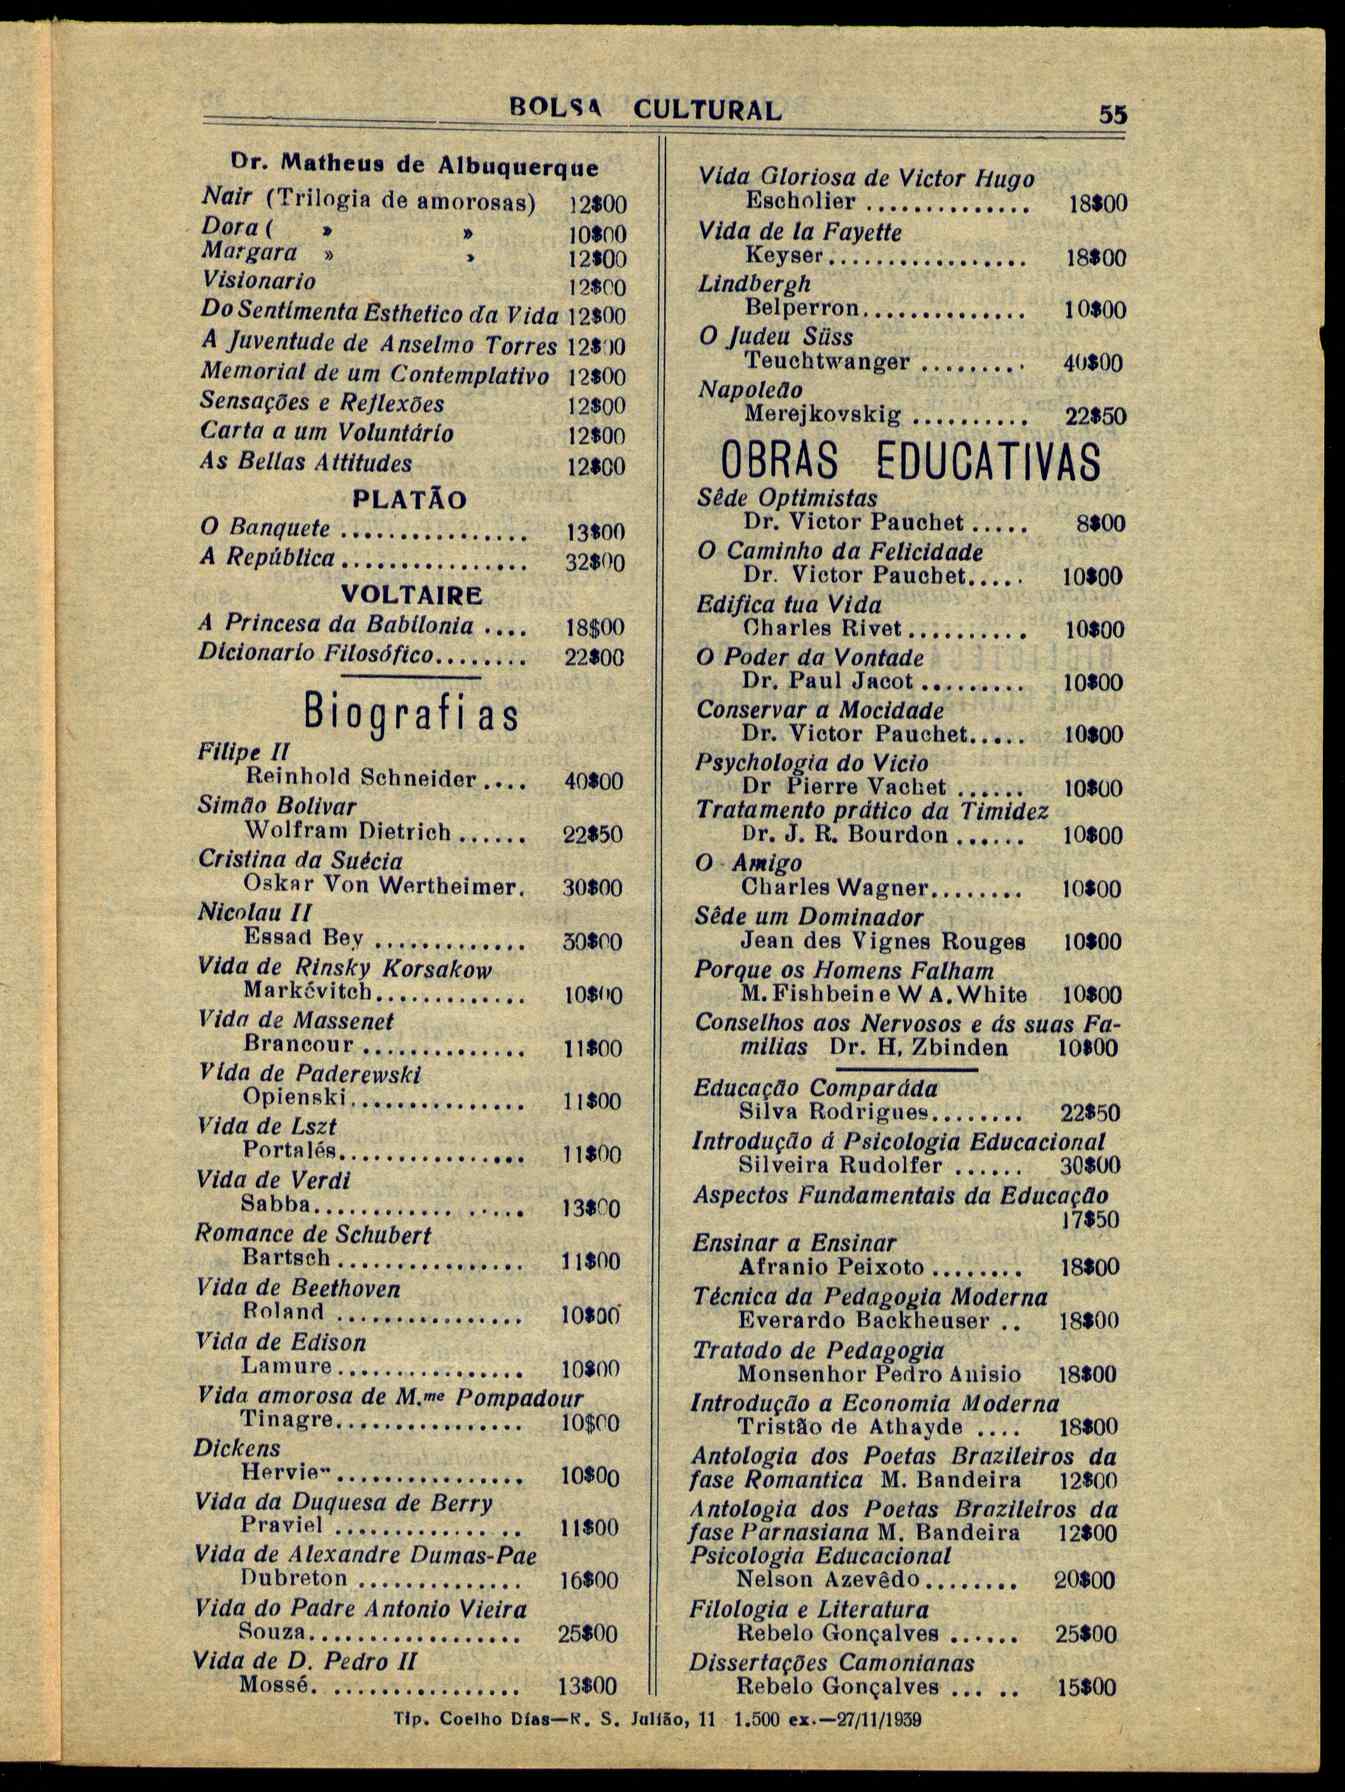 BOLSA CULTURAL 55
Dr. Matheus de Albuquerque
Nair (Trilogia de amorosas) 12$00
Dora ( » » 10$00
Margara » » 12$00
Visionario 12$00
Do Sentimenta Esthetico da Vida 12$00
A Juventude de Anselmo Torres 12$00
Memorial de um Contemplativo 12$00
Sensações e Reflexões 12$00
Carta a um Voluntário 12$00
As Bellas Attitudes 12$00
PLATÃO
O Banquete ................ 13$00
A República ................ 32$00
VOLTAIRE
A Princesa da Babilonia .... 18$00
Dicionario Filosófico........ 22$00
Biografias
Filipe II
Reinhold Schneider .... 40$00
Simão Bolivar
Wolfram Dietrich ...... 22$50
Cristina da Suécia
Oskar Von Wertheimer. 30$00
Nicolau II
Essad Bey ............. 30$00
Vida de Rinsky Korsakow
Markévitch............. 10$00
Vida de Massenet
Brancour .............. 11$00
Vida de Paderewski
Opienski............... 11$00
Vida de Lszt
Portalés................ 11$00
Vida de Verdi
Sabba............ ..... 13$00
Romance de Schubert
Bartsch ................ 11$00
Vida de Beethoven
Roland ................ 10$00
Vida de Edison
Lamure................ 10$00
Vida amorosa de M.me Pompadour
Tinagre................ 10$00
Dickens
Hervier ................ 10$00
Vida da Duquesa de Berry
Praviel ............. .. 11$00
Vida de Alexandre Dumas-Pae
Dubreton .............. 16$00
Vida do Padre Antonio Vieira
Souza.................. 25$00
Vida de D. Pedro II
Mossé. ................ 13$00
Vida Gloriosa de Victor Hugo
Escholier .............. 18$00
Vida de la Fayette
Keyser................. 18$00
Lindbergh
Belperron.............. 10$00
O Judeu Süss
Teuchtwanger ......... 40$00
Napoleão
Merejkovskig .......... 22$50
OBRAS EDUCATIVAS
Sêde Optimistas
Dr. Victor Pauchet ..... 8$00
O Caminho da Felicidade
Dr. Victor Pauchet..... 10$00
Edifica tua Vida
Charles Rivet.......... 10$00
O Poder da Vontade
Dr. Paul Jacot ......... 10$00
Conservar a Mocidade
Dr. Victor Pauchet..... 10$00
Psychologia do Vicio
Dr Pierre Vachet ...... 10$00
Tratamento prático da Timidez
Dr. J. R. Bourdon ...... 10$00
O Amigo
Charles Wagner........ 10$00
Sêde um Dominador
Jean des Vignes Rouges 10$00
Porque os Homens Falham
M. Fishbein e W A. White 10$00
Conselhos aos Nervosos e ás suas Fa-
milias Dr. H. Zbinden 10$00
Educação Comparáda
Silva Rodrigues........ 22$50
Introdução á Psicologia Educacional
Silveira Rudolfer ...... 30$00
Aspectos Fundamentais da Educação
17$50
Ensinar a Ensinar
Afranio Peixoto ........ 18$00
Técnica da Pedagogia Moderna
Everardo Backheuser .. 18$00
Tratado de Pedagogia
Monsenhor Pedro Anisio 18$00
Introdução a Economia Moderna
Tristão de Athayde .... 18$00
Antologia dos Poetas Brazileiros da
fase Romantica M. Bandeira 12$00
Antologia dos Poetas Brazileiros da
fase Parnasiana M. Bandeira 12$00
Psicologia Educacional
Nelson Azevêdo........ 20$00
Filologia e Literatura
Rebelo Gonçalves ...... 25$00
Dissertações Camonianas
Rebelo Gonçalves ... .. 15$00
Tip. Coelho Dias—R. S. Julião, 11 1.500 ex.—27/11/1939